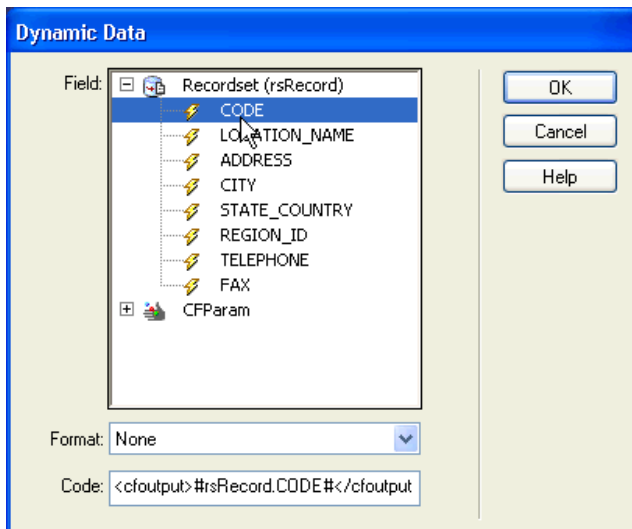 Dynamic Data
Field:
Recordset (rsRecord)
CODE
LOCATION_NAME
ADDRESS
CITY
STATE_COUNTRY
REGION_ID
TELEPHONE
FAX
CFParam
OK
Cancel
Help
Format: None
Code: <cfoutput>#rsRecord.CODE#</cfoutput